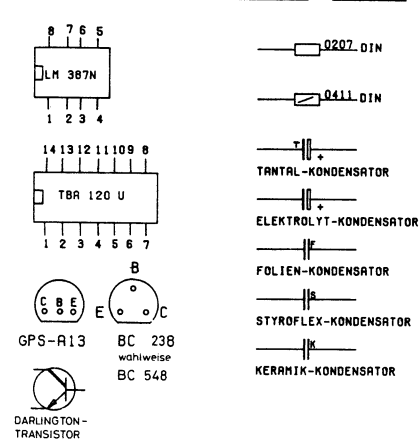 8 7 6 5
LM 387N
1 2 3 4
14 13 12 11 10 9 8
TBA 120 U
1 2 3 4 5 6 7
C B E
GPS-A13
B
E C
BC 238
wahlweise
BC 548
DARLINGTON-
TRANSISTOR
0207 DIN
0411 DIN
T +
TANTAL-KONDENSATOR
+
ELEKTROLYT-KONDENSATOR
F
FOLIEN-KONDENSATOR
S
STYROFLEX-KONDENSATOR
K
KERAMIK-KONDENSATOR